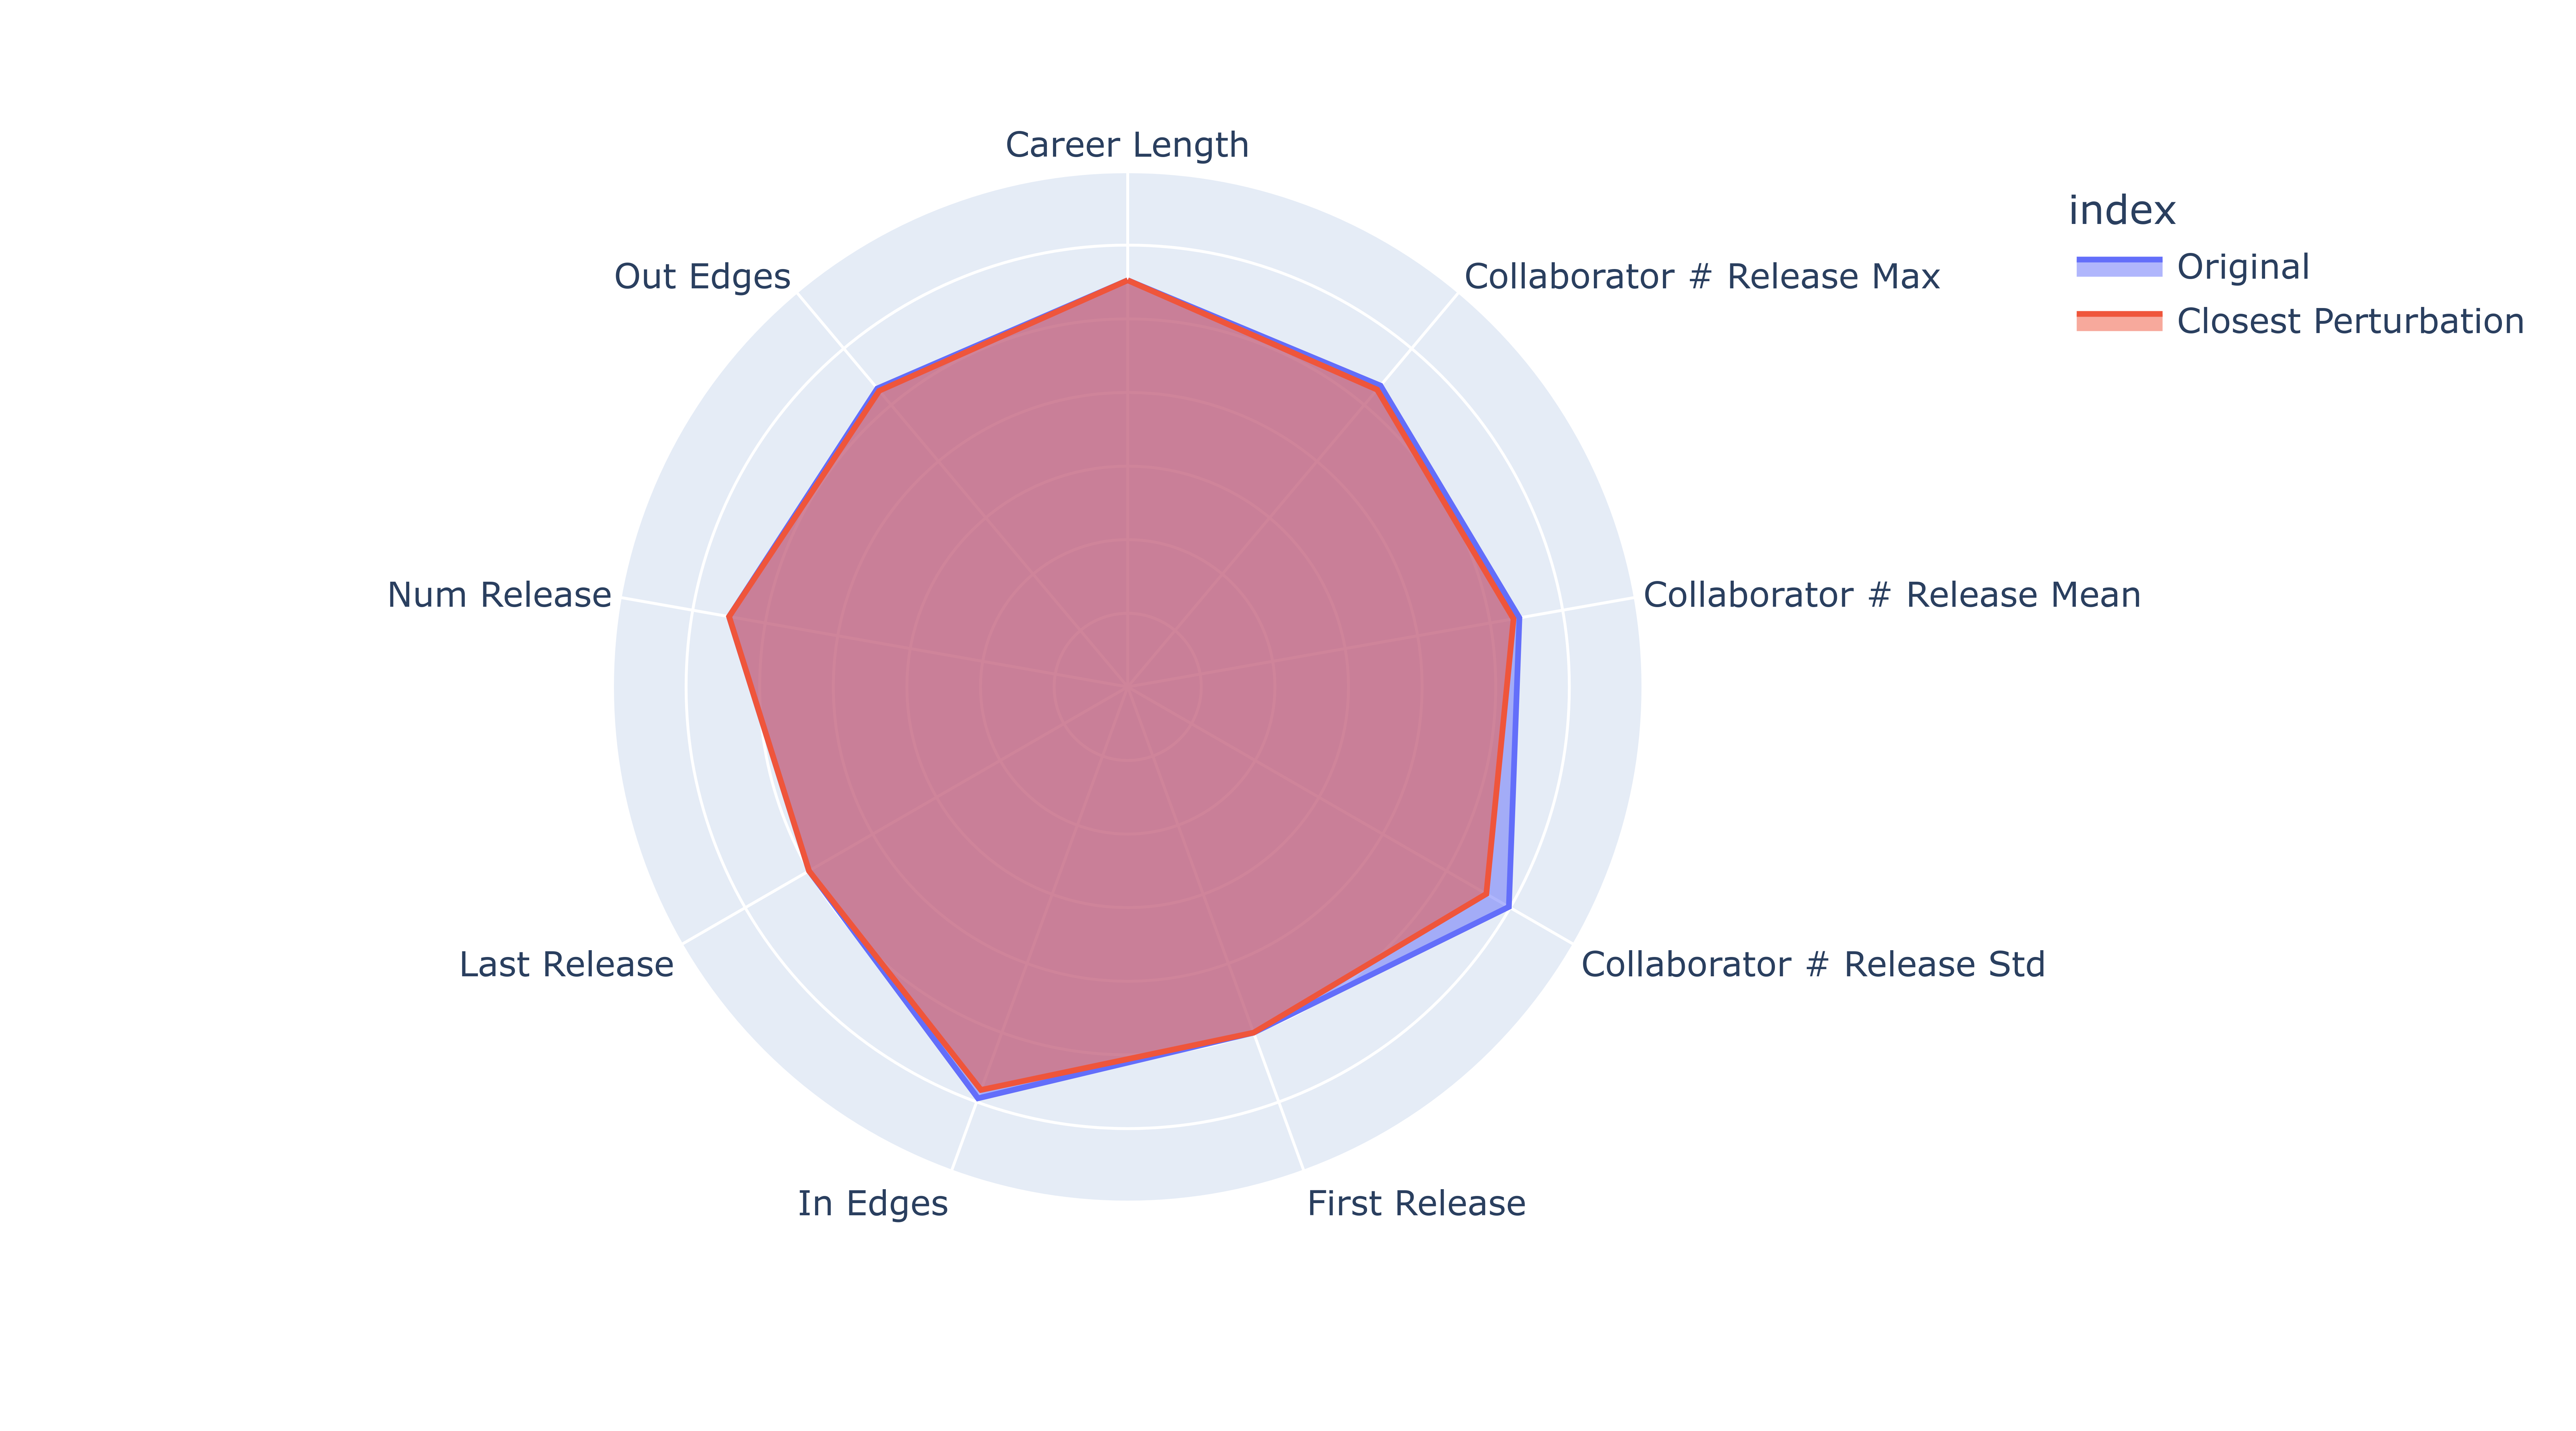 Career Length
Out Edges
Collaborator # Release Max
index
Original
Closest Perturbation
Num Release
Collaborator # Release Mean
Last Release
Collaborator # Release Std
In Edges
First Release